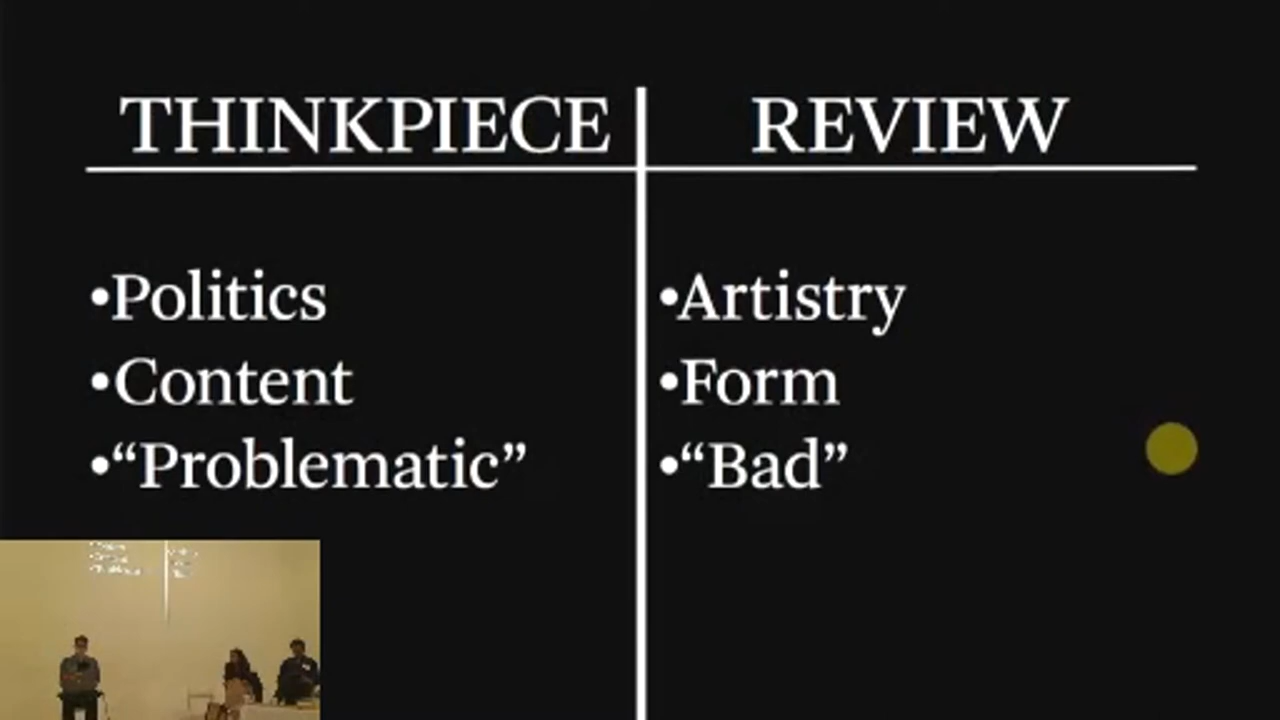 THINKPIECE
REVIEW
•Politics
•Content
•“Problematic”
•Artistry
•Form
•“Bad”